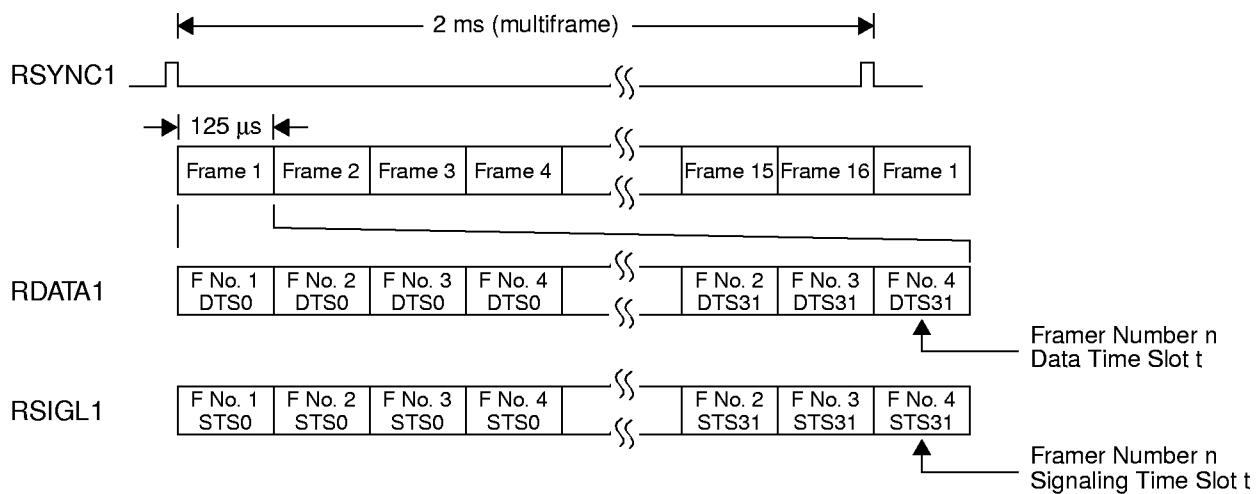 2 ms (multiframe)
RSYNC1
125 µs
Frame 1 Frame 2 Frame 3 Frame 4 Frame 15 Frame 16 Frame 1
RDATA1
F No. 1 F No. 2 F No. 3 F No. 4 F No. 2 F No. 3 F No. 4
DTS0 DTS0 DTS0 DTS0 DTS31 DTS31 DTS31
Framer Number n
Data Time Slot t
RSIGL1
F No. 1 F No. 2 F No. 3 F No. 4 F No. 2 F No. 3 F No. 4
STS0 STS0 STS0 STS0 STS31 STS31 STS31
Framer Number n
Signaling Time Slot t